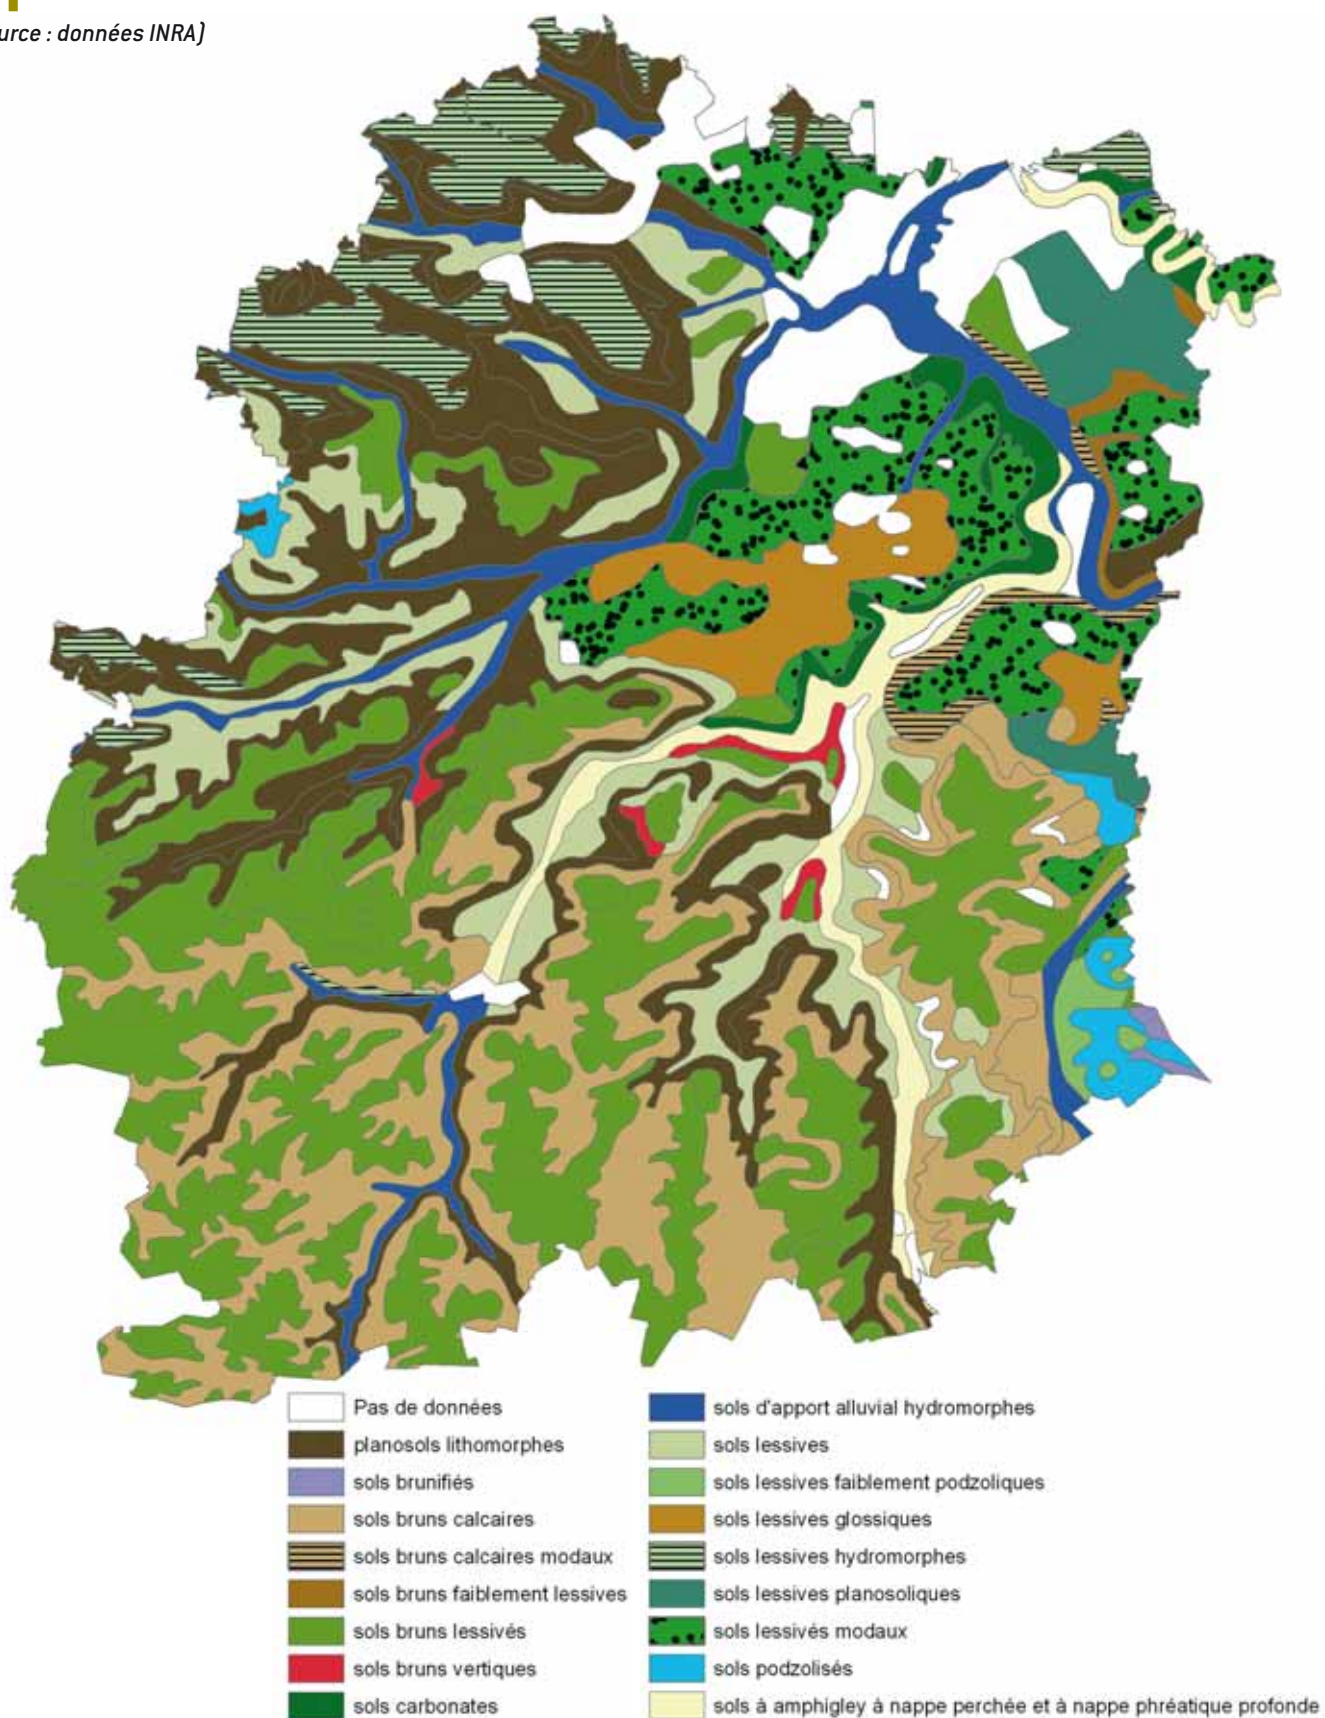 urce : données INRA)
Pas de données
planosols lithomorphes
sols brunifiés
sols bruns calcaires
sols bruns calcaires modaux
sols bruns faiblement lessives
sols bruns lessivés
sols bruns vertiques
sols carbonates
sols d'apport alluvial hydromorphes
sols lessives
sols lessives faiblement podzoliques
sols lessives glossiques
sols lessives hydromorphes
sols lessives planosoliques
sols lessivés modaux
sols podzolisés
sols à amphigley à nappe perchée et à nappe phréatique profonde